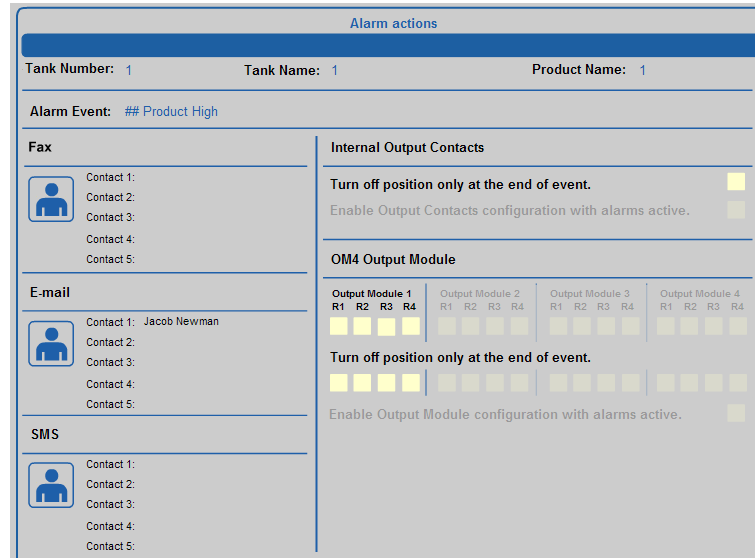 Alarm actions
Tank Number: 1 Tank Name: 1 Product Name: 1
Alarm Event: ## Product High
Fax
Contact 1:
Contact 2:
Contact 3:
Contact 4:
Contact 5:
E-mail
Contact 1: Jacob Newman
Contact 2:
Contact 3:
Contact 4:
Contact 5:
SMS
Contact 1:
Contact 2:
Contact 3:
Contact 4:
Contact 5:
Internal Output Contacts
Turn off position only at the end of event.
Enable Output Contacts configuration with alarms active.
OM4 Output Module
Output Module 1 Output Module 2 Output Module 3 Output Module 4
R1 R2 R3 R4 R1 R2 R3 R4 R1 R2 R3 R4 R1 R2 R3 R4
Turn off position only at the end of event.
Enable Output Module configuration with alarms active.